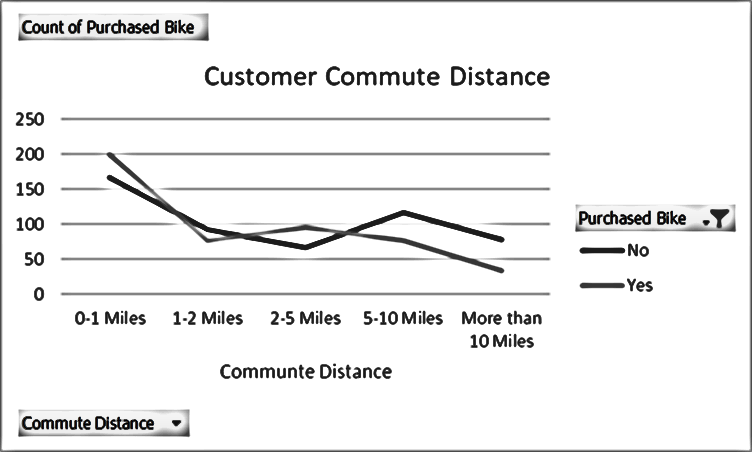 Count of Purchased Bike
Customer Commute Distance
250
200
150
100
50
0
0-1 Miles
1-2 Miles
2-5 Miles
5-10 Miles
More than
10 Miles
Communte Distance
Purchased Bike
No
Yes
Commute Distance